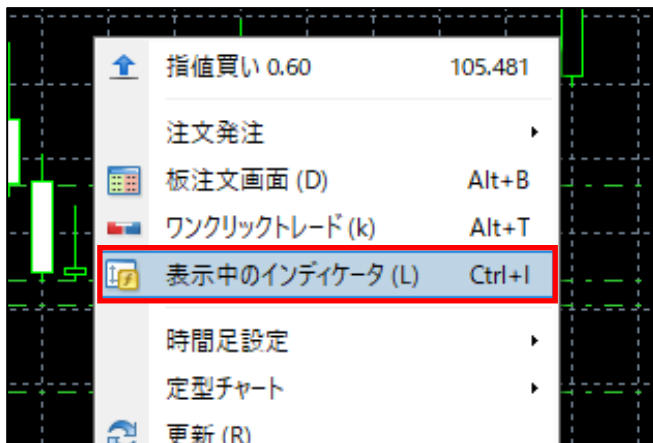 指値買い 0.60 105.481
注文発注
板注文画面 (D) Alt+B
ワンクリックトレード (k) Alt+T
表示中のインディケータ (L) Ctrl+I
時間足設定
定型チャート
更新 (R)